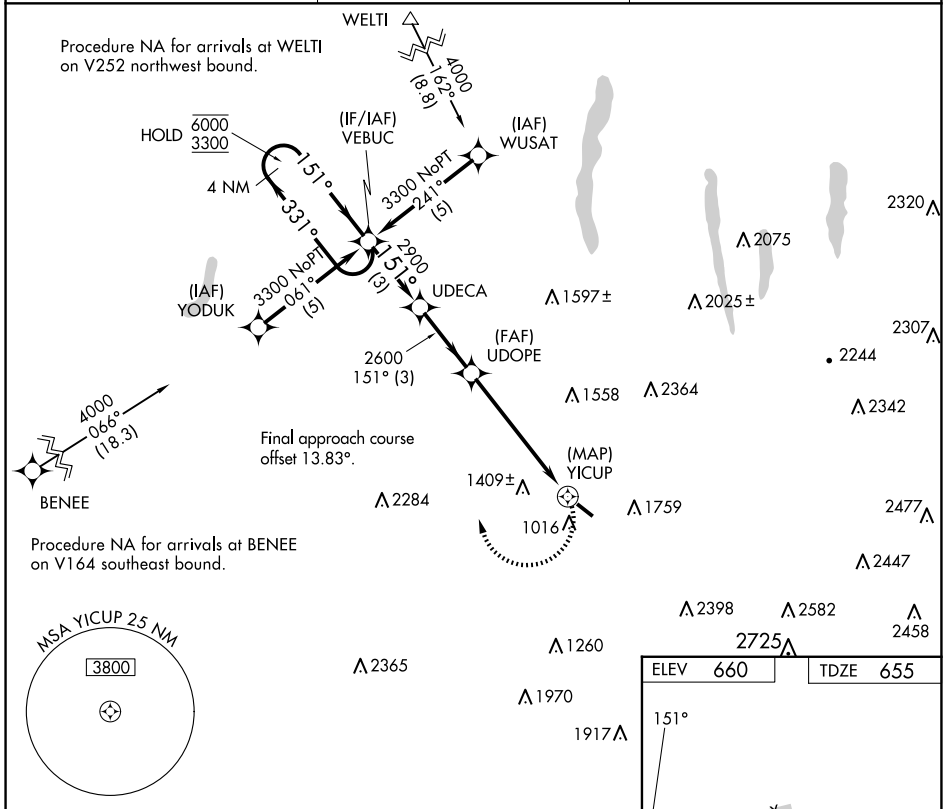 WELTI
Procedure NA for arrivals at WELTI
on V252 northwest bound.
4000
162°
(8.8)
HOLD
6000
3300
(IF/IAF)
VEBUC
(IAF)
WUSAT
4 NM
151°
331°
3300 NoPT
241°
(5)
2320
2075
2900
151°
(3)
3300 NoPT
061°
(5)
(IAF)
YODUK
UDECA
1597±
2025±
2307
(FAF)
UDOPE
2600
151° (3)
2244
1558
2364
2342
4000
066°
(18.3)
BENEE
Final approach course
offset 13.83°.
(MAP)
YICUP
1409±
2284
1016
1759
2477
Procedure NA for arrivals at BENEE
on V164 southeast bound.
2447
MSA YICUP 25 NM
3800
2398
2582
2458
2725
1260
2365
1970
1917
ELEV 660
TDZE 655
151°